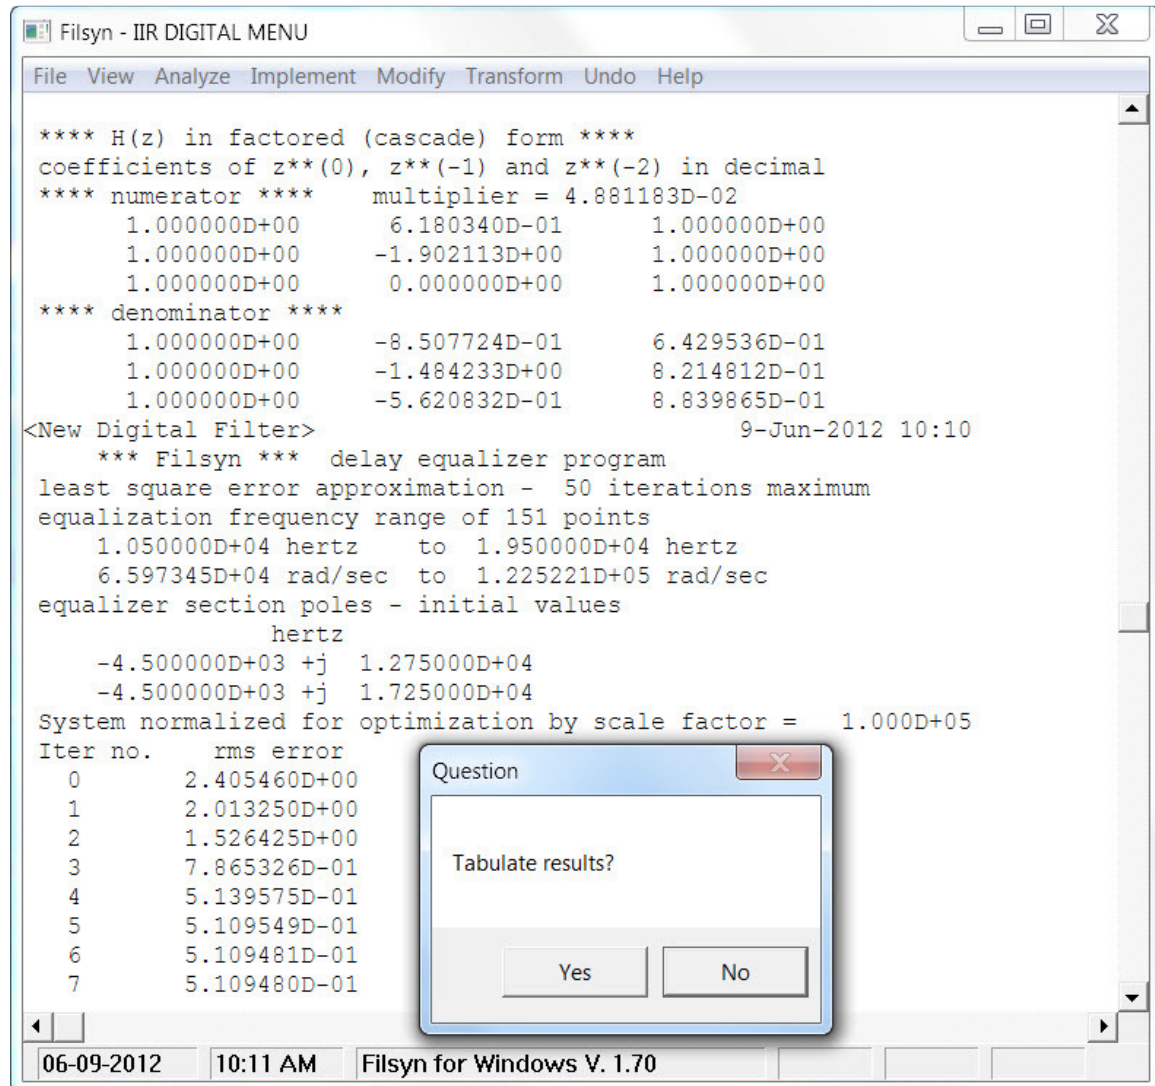 Filsyn - IIR DIGITAL MENU
File View Analyze Implement Modify Transform Undo Help
**** H(z) in factored (cascade) form ****
coefficients of z**(0), z**(-1) and z**(-2) in decimal
**** numerator **** multiplier = 4.881183D-02
1.000000D+00 6.180340D-01 1.000000D+00
1.000000D+00 -1.902113D+00 1.000000D+00
1.000000D+00 0.000000D+00 1.000000D+00
**** denominator ****
1.000000D+00 -8.507724D-01 6.429536D-01
1.000000D+00 -1.484233D+00 8.214812D-01
1.000000D+00 -5.620832D-01 8.839865D-01
<New Digital Filter> 9-Jun-2012 10:10
*** Filsyn *** delay equalizer program
least square error approximation - 50 iterations maximum
equalization frequency range of 151 points
1.050000D+04 hertz to 1.950000D+04 hertz
6.597345D+04 rad/sec to 1.225221D+05 rad/sec
equalizer section poles - initial values
hertz
-4.500000D+03 +j 1.275000D+04
-4.500000D+03 +j 1.725000D+04
System normalized for optimization by scale factor = 1.000D+05
Iter no. rms error
0 2.405460D+00
1 2.013250D+00
2 1.526425D+00
3 7.865326D-01
4 5.139575D-01
5 5.109549D-01
6 5.109481D-01
7 5.109480D-01
Question
Tabulate results?
Yes No
06-09-2012 10:11 AM Filsyn for Windows V. 1.70